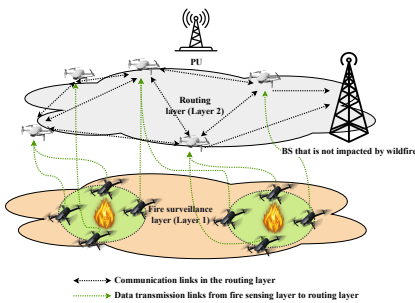 PU
Routing
layer (Layer 2)
BS that is not impacted by wildfire
Fire surveillance
layer (Layer 1)
Communication links in the routing layer
Data transmission links from fire sensing layer to routing layer